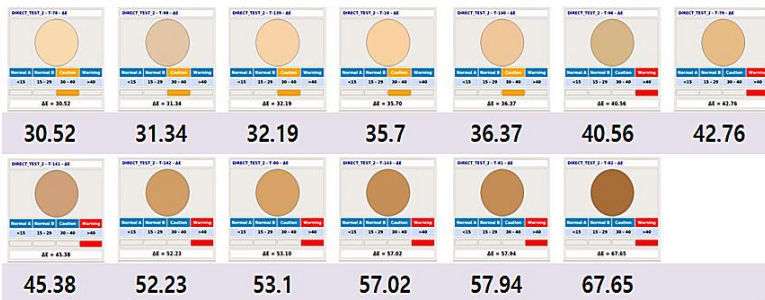 DIRECT_TEST_2 - T-78 - ΔE
DIRECT_TEST_2 - T-98 - ΔE
DIRECT_TEST_2 - T-139 - ΔE
DIRECT_TEST_2 - T-18 - ΔE
DIRECT_TEST_2 - T-140 - ΔE
DIRECT_TEST_2 - T-96 - ΔE
DIRECT_TEST_2 - T-79 - ΔE
Normal A Normal B Caution Warning
Normal A Normal B Caution Warning
Normal A Normal B Caution Warning
Normal A Normal B Caution Warning
Normal A Normal B Caution Warning
Normal A Normal B Caution Warning
Normal A Normal B Caution Warning
<15 15 - 29 30 - 40 >40
<15 15 - 29 30 - 40 >40
<15 15 - 29 30 - 40 >40
<15 15 - 29 30 - 40 >40
<15 15 - 29 30 - 40 >40
<15 15 - 29 30 - 40 >40
<15 15 - 29 30 - 40 >40
ΔE = 30.52
ΔE = 31.34
ΔE = 32.19
ΔE = 35.70
ΔE = 36.37
ΔE = 40.56
ΔE = 42.76
30.52 31.34 32.19 35.7 36.37 40.56 42.76
DIRECT_TEST_2 - T-141 - ΔE
DIRECT_TEST_2 - T-142 - ΔE
DIRECT_TEST_2 - T-80 - ΔE
DIRECT_TEST_2 - T-143 - ΔE
DIRECT_TEST_2 - T-81 - ΔE
DIRECT_TEST_2 - T-82 - ΔE
Normal A Normal B Caution Warning
Normal A Normal B Caution Warning
Normal A Normal B Caution Warning
Normal A Normal B Caution Warning
Normal A Normal B Caution Warning
Normal A Normal B Caution Warning
<15 15 - 29 30 - 40 >40
<15 15 - 29 30 - 40 >40
<15 15 - 29 30 - 40 >40
<15 15 - 29 30 - 40 >40
<15 15 - 29 30 - 40 >40
<15 15 - 29 30 - 40 >40
ΔE = 45.38
ΔE = 52.23
ΔE = 53.10
ΔE = 57.02
ΔE = 57.94
ΔE = 67.65
45.38 52.23 53.1 57.02 57.94 67.65